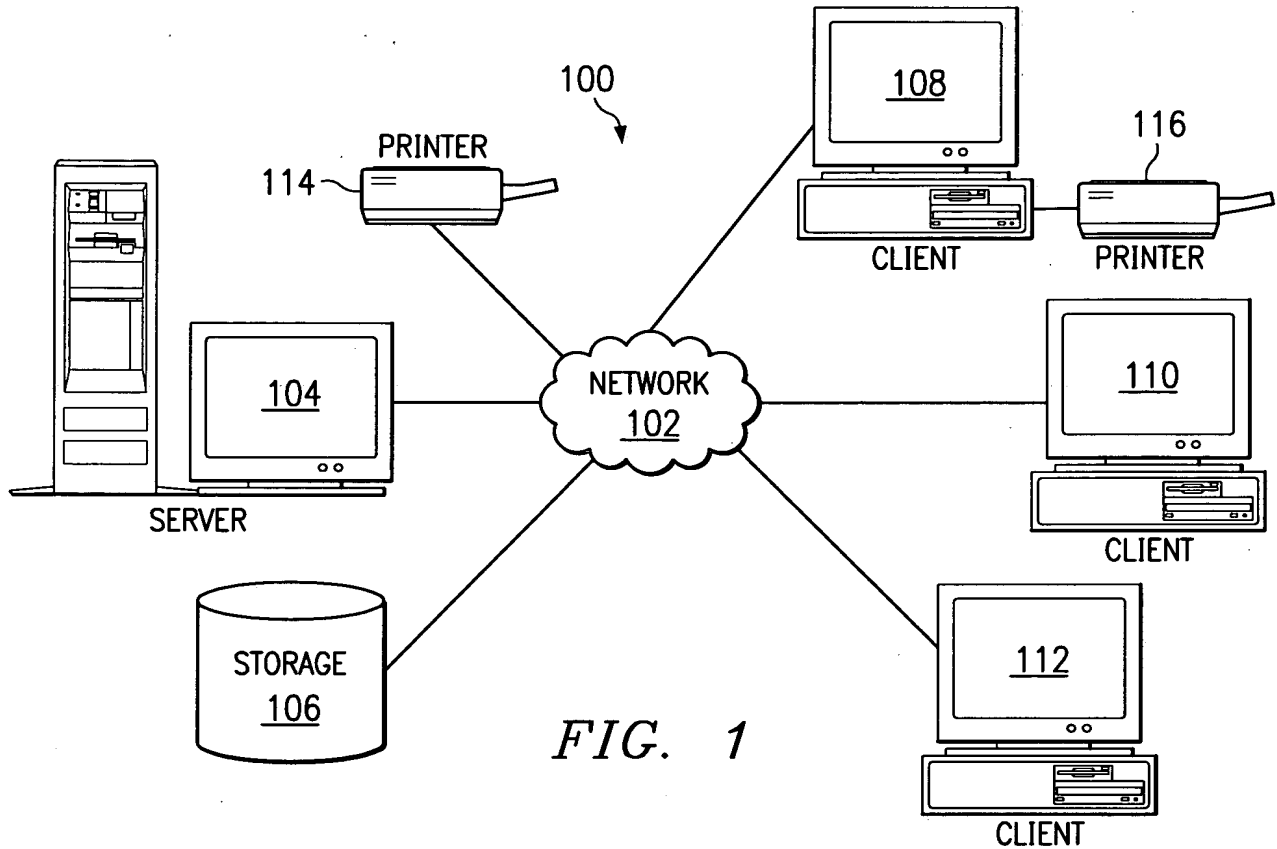 100
108
116
PRINTER
114
CLIENT
PRINTER
104
NETWORK
102
110
SERVER
CLIENT
STORAGE
106
112
FIG. 1
CLIENT